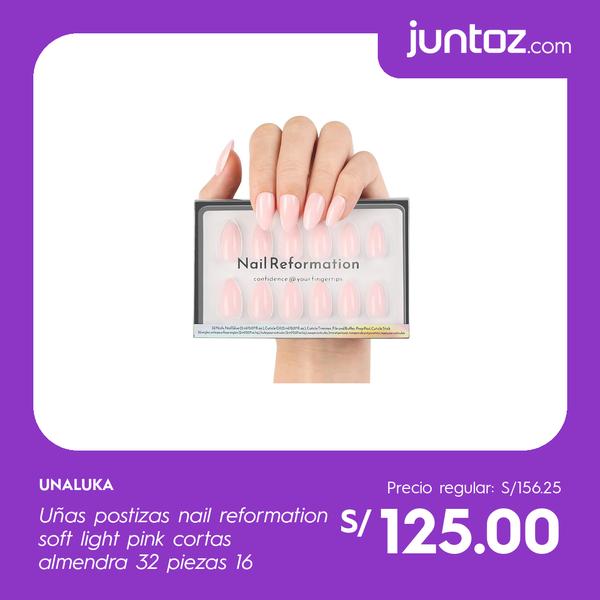 juntoz.com
Nail Reformation
confidence @ your fingertips
UNALUKA
Precio regular: S/156.25
Uñas postizas nail reformation
soft light pink cortas
almendra 32 piezas 16
S/ 125.00